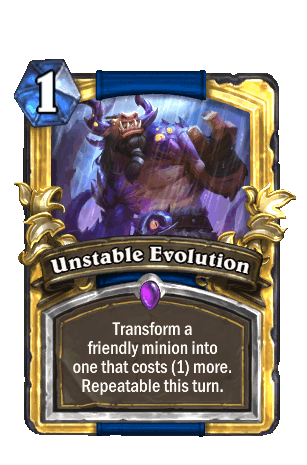 1
Unstable Evolution
Transform a
friendly minion into
one that costs (1) more.
Repeatable this turn.